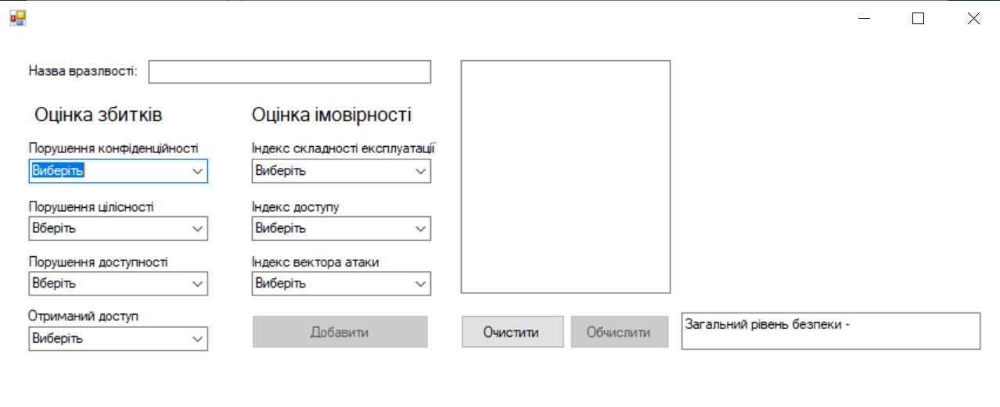 Назва вразлвості:
Оцінка збитків
Порушення конфіденційності
Виберіть
Порушення цілісності
Вберіть
Порушення доступності
Вберіть
Отриманий доступ
Виберіть
Оцінка імовірності
Індекс складності експлуатації
Виберіть
Індекс доступу
Виберіть
Індекс вектора атаки
Виберіть
Добавити
Очистити
Обчислити
Загальний рівень безпеки -